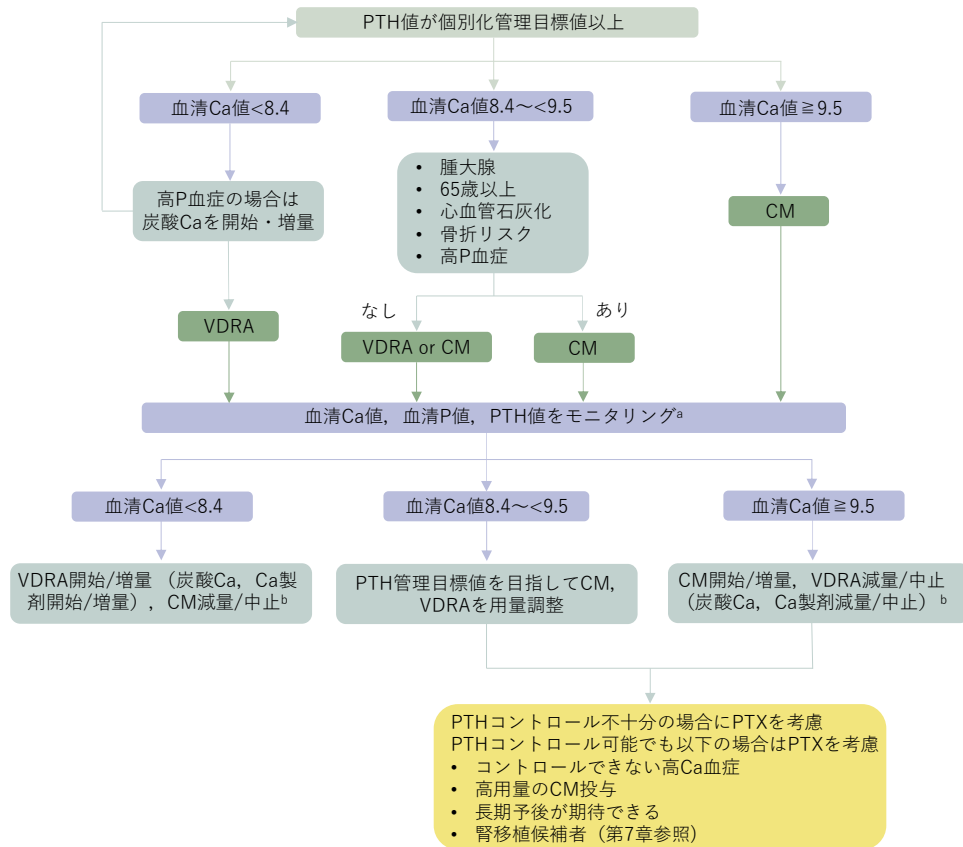 PTH値が個別化管理目標値以上
血清Ca値<8.4
血清Ca値8.4～<9.5
血清Ca値≧9.5
高P血症の場合は
炭酸Caを開始・増量
• 腫大腺
• 65歳以上
• 心血管石灰化
• 骨折リスク
• 高P血症
CM
なし
あり
VDRA
VDRA or CM
CM
血清Ca値，血清P値，PTH値をモニタリングa
血清Ca値<8.4
血清Ca値8.4～<9.5
血清Ca値≧9.5
VDRA開始/増量 （炭酸Ca，Ca製
剤開始/増量），CM減量/中止b
PTH管理目標値を目指してCM，
VDRAを用量調整
CM開始/増量，VDRA減量/中止
（炭酸Ca，Ca製剤減量/中止）b
PTHコントロール不十分の場合にPTXを考慮
PTHコントロール可能でも以下の場合はPTXを考慮
• コントロールできない高Ca血症
• 高用量のCM投与
• 長期予後が期待できる
• 腎移植候補者（第7章参照）